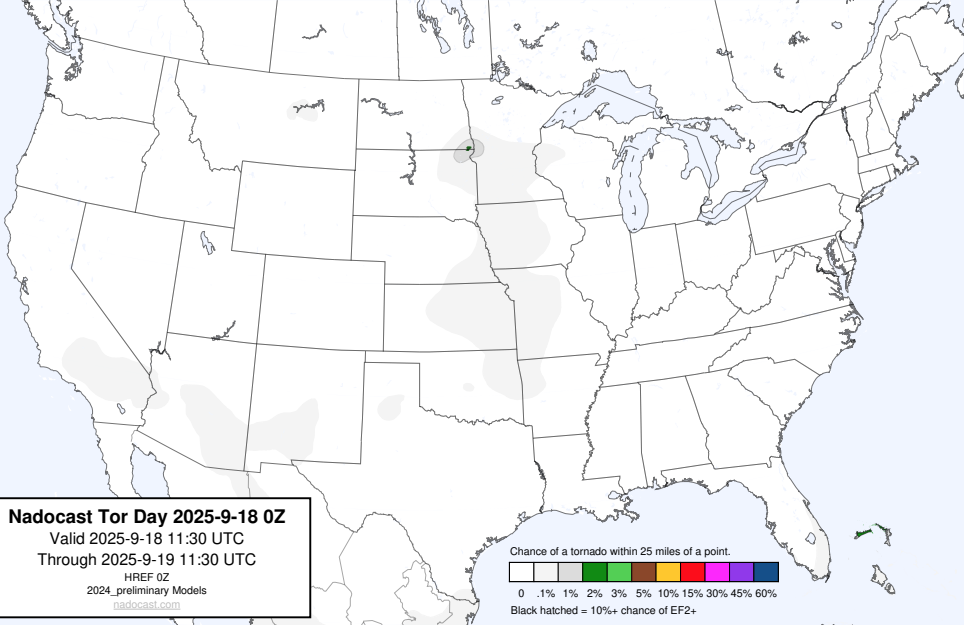 Nadocast Tor Day 2025-9-18 0Z
Valid 2025-9-18 11:30 UTC
Through 2025-9-19 11:30 UTC
HREF 0Z
2024_preliminary Models
nadocast.com
Chance of a tornado within 25 miles of a point.
0 .1% 1% 2% 3% 5% 10% 15% 30% 45% 60%
Black hatched = 10%+ chance of EF2+